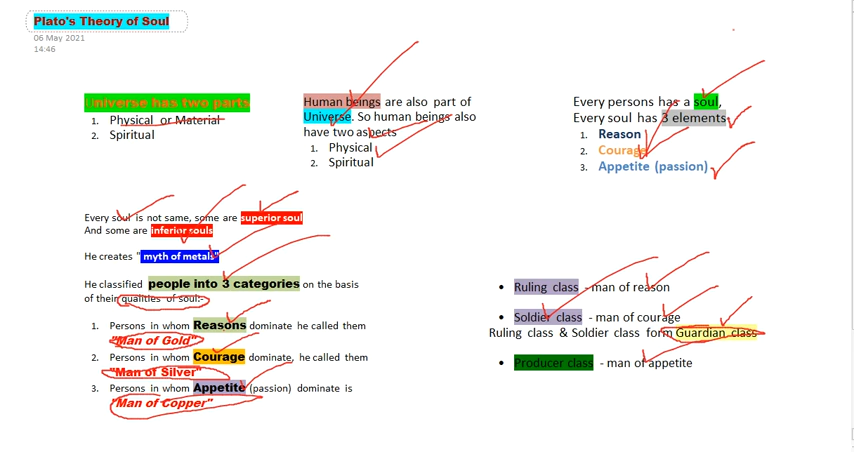 Plato's Theory of Soul
06 May 2021
14:46
Universe has two parts
1. Physical or Material
2. Spiritual
Human beings are also part of
Universe. So human beings also
have two aspects
1. Physical
2. Spiritual
Every persons has a soul,
Every soul has 3 elements
1. Reason
2. Courage
3. Appetite (passion)
Every soul is not same, some are superior soul
And some are inferior souls
He creates "myth of metals"
He classified people into 3 categories on the basis
of their qualities of soul:-
1. Persons in whom Reasons dominate he called them
"Man of Gold"
2. Persons in whom Courage dominate, he called them
"Man of Silver"
3. Persons in whom Appetite (passion) dominate is
"Man of Copper"
• Ruling class - man of reason
• Soldier class - man of courage
Ruling class & Soldier class form Guardian class
• Producer class - man of appetite